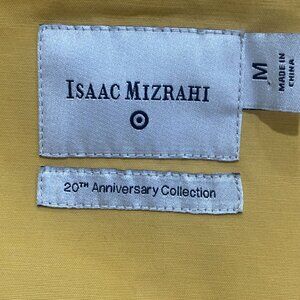 ISAAC MIZRAHI
M
MADE IN
CHINA
20TH Anniversary Collection